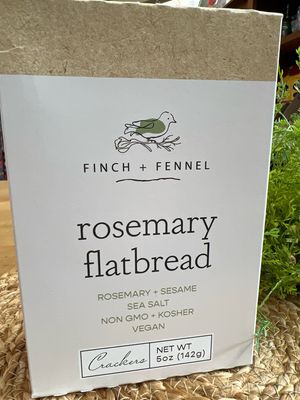 FINCH + FENNEL
rosemary
flatbread
ROSEMARY + SESAME
SEA SALT
NON GMO + KOSHER
VEGAN
Crackers
NET WT
5oz (142g)